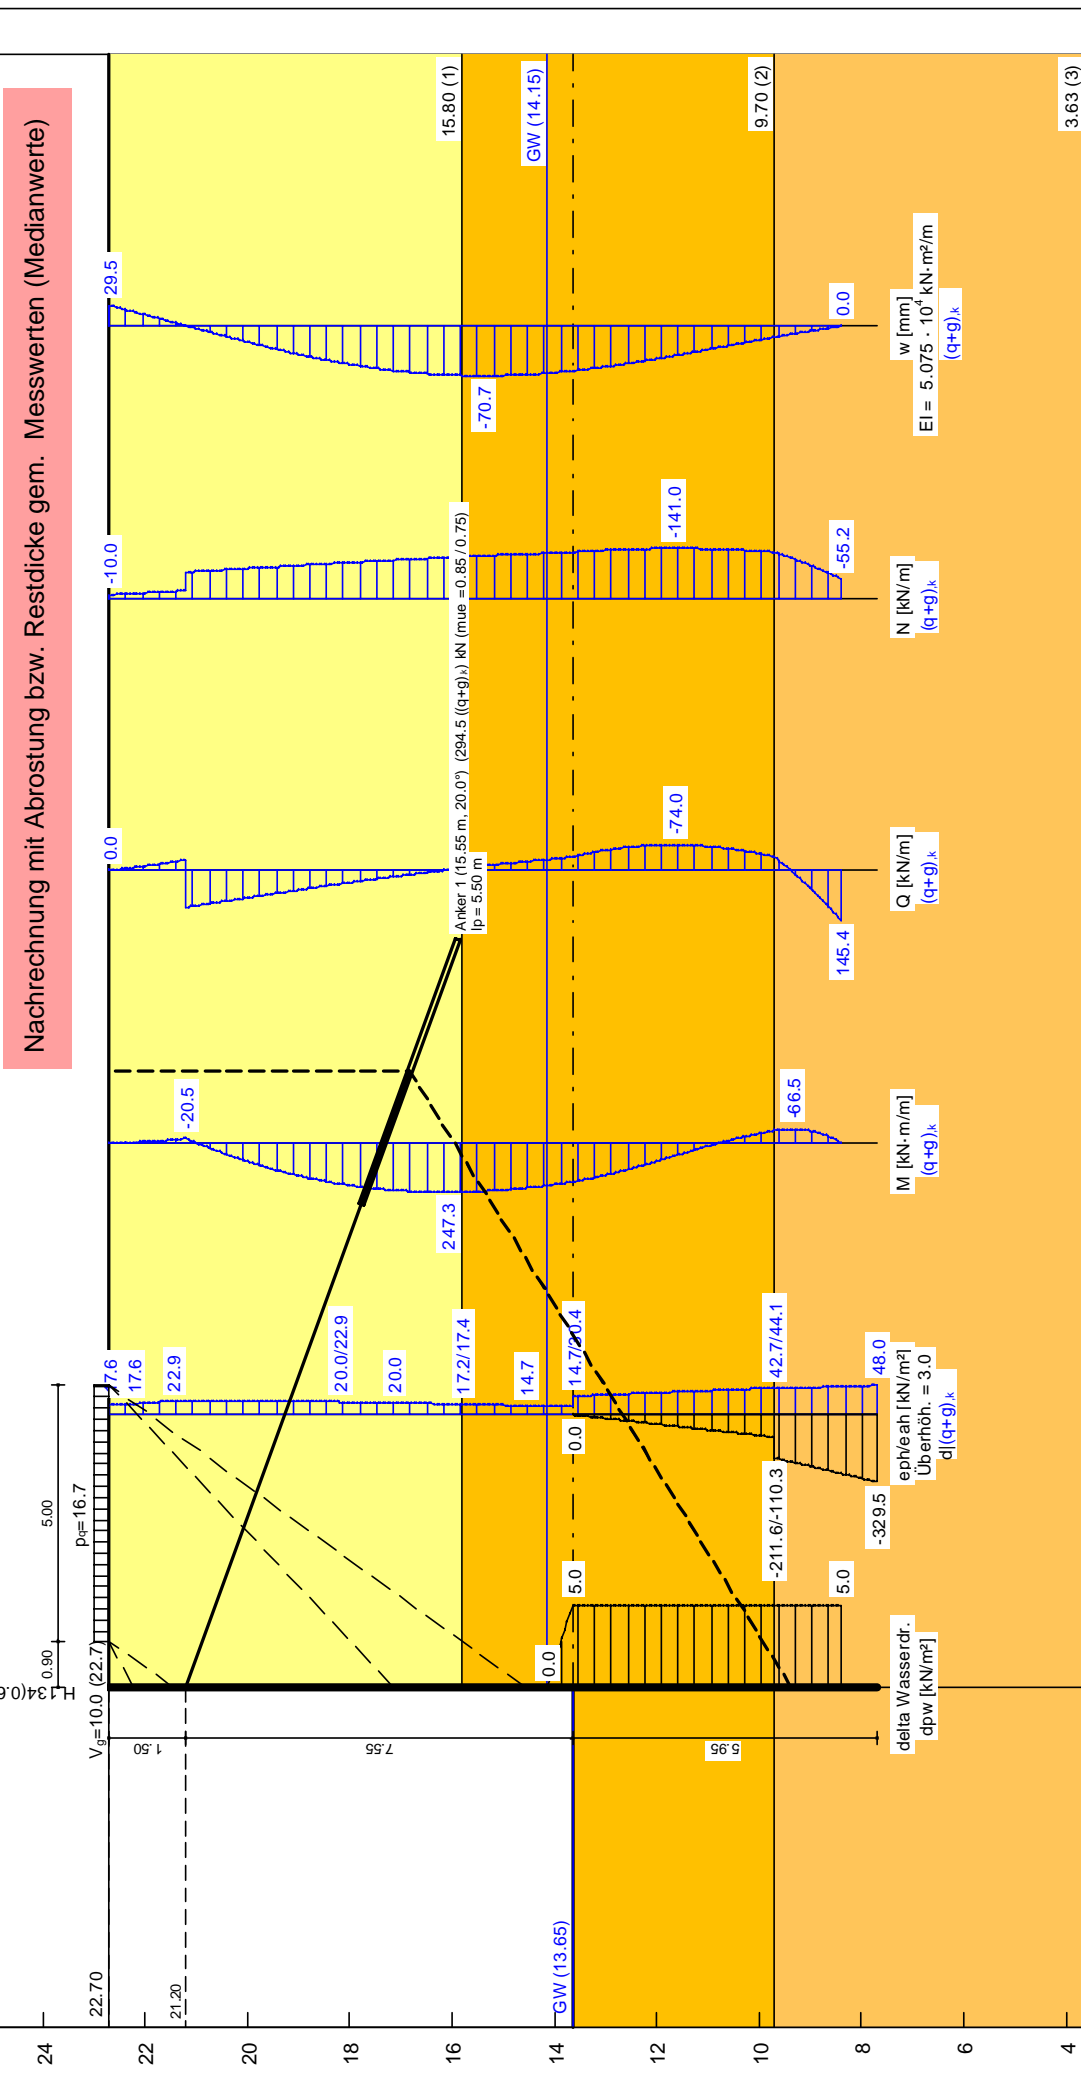 Nachrechnung mit Abrostung bzw. Restdicke gem. Messwerten (Medianwerte)
5.00
0.90
pq=16.7
Vg=10.0 (22.7)
22.70
21.20
1.50
7.55
5.95
GW (13.65)
24
22
20
18
16
14
12
10
8
6
4
delta Wasserdr.
dpw [kN/m²]
0.0
5.0
5.0
eph/eah [kN/m²]
Überhöh. = 3.0
d|(q+g),k
17.6
22.9
20.0/22.9
20.0
17.2/17.4
14.7
42.7/44.1
48.0
0.0
-211.6/-110.3
-329.5
M [kN·m/m]
(q+g),k
-20.5
247.3
-66.5
Anker 1 (15.55 m, 20.0°) (294.5 ((q+g),k) kN (mue =0.85 / 0.75)
lp = 5.50 m
Q [kN/m]
(q+g),k
0.0
-74.0
145.4
N [kN/m]
(q+g),k
-10.0
-141.0
-55.2
w [mm]
EI = 5.075 · 10⁴ kN·m²/m
(q+g),k
29.5
-70.7
0.0
15.80 (1)
GW (14.15)
9.70 (2)
3.63 (3)